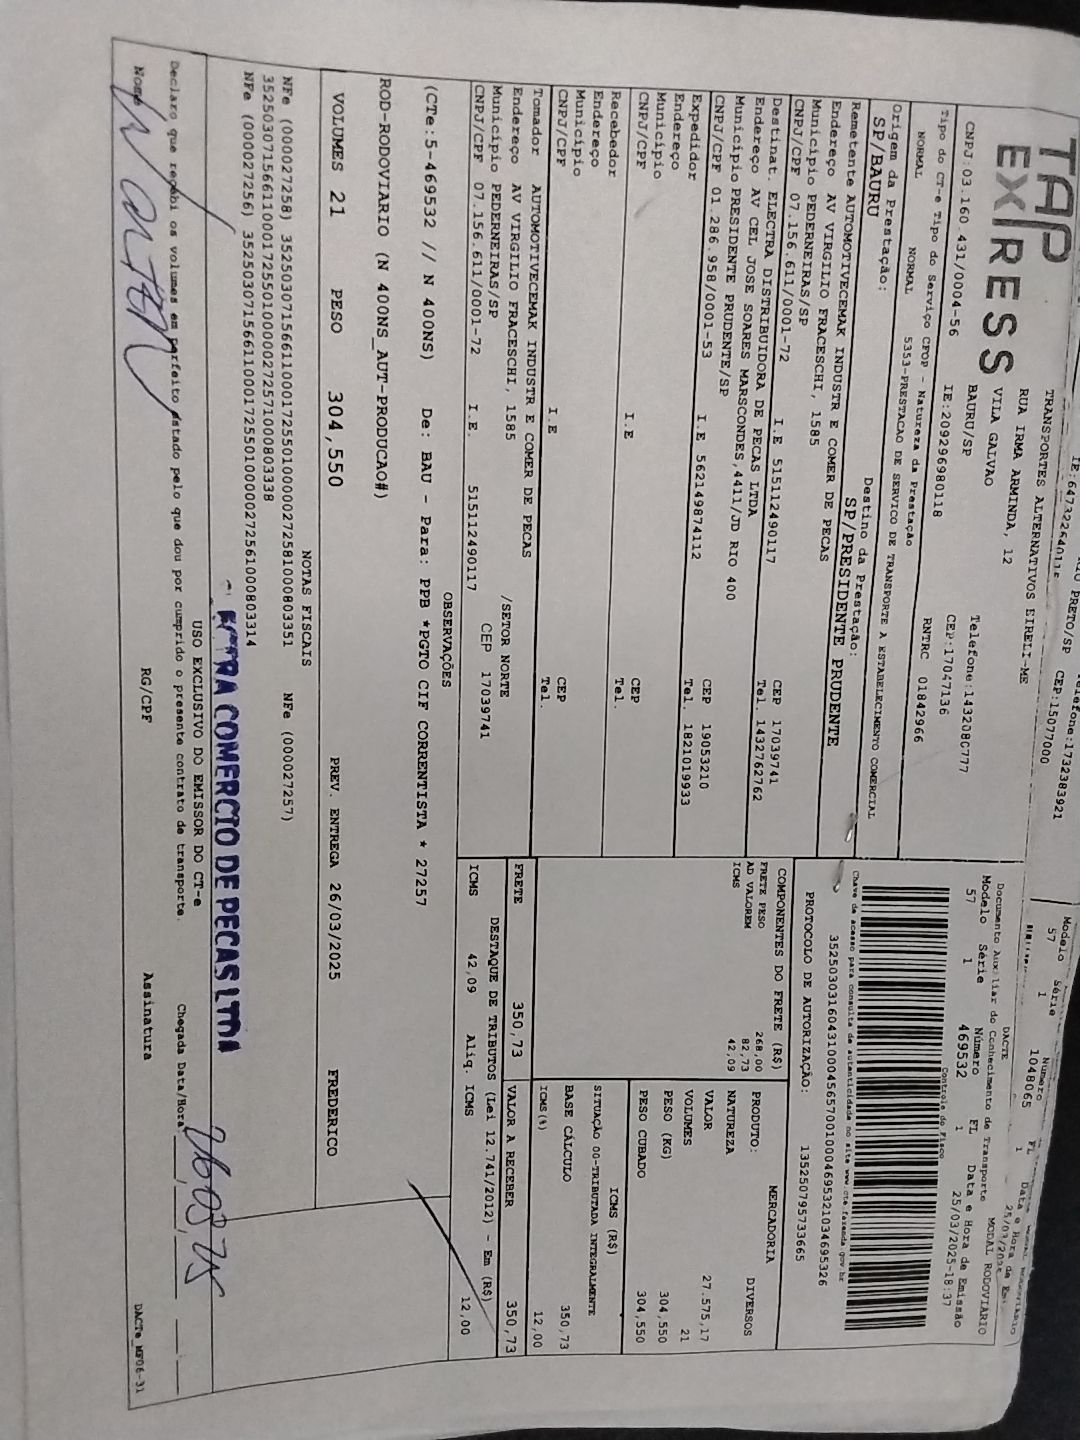 IE:647322640115
PRETO/SP CEP:15077000
Telefone:1732383921
Modelo Série Número FL
57 1 1048065 1
TAP
EXPRESS
TRANSPORTES ALTERNATIVOS EIRELI-ME
RUA IRMA ARMINDA, 12
VILA GALVAO
Telefone:1432080777
BAURU/SP
CEP:17047136
CNPJ:03.160.431/0004-56 IE:209296980118
RNTRC 01842966
DACTE MODAL RODOVIARIO
Documento Auxiliar do Conhecimento de Transporte
Modelo Série Número FL Data e Hora de Emissão
57 1 469532 1 25/03/2025-18:37
Controle do Fisco
Tipo do CT-e Tipo do Serviço CFOP - Natureza da Prestação
NORMAL NORMAL 5353-PRESTACAO DE SERVICO DE TRANSPORTE A ESTABELECIMENTO COMERCIAL
Chave de acesso para consulta de autenticidade no site www.cte.fazenda.gov.br
Origem da Prestação: Destino da Prestação:
SP/BAURU SP/PRESIDENTE PRUDENTE
PROTOCOLO DE AUTORIZAÇÃO: 135250795733665
Remetente AUTOMOTIVECEMAK INDUSTR E COMER DE PECAS
Endereço AV VIRGILIO FRACESCHI, 1585
Município PEDERNEIRAS/SP CEP 17039741
CNPJ/CPF 07.156.611/0001-72 I.E 515112490117 Tel. 1432762762
Destinat. ELECTRA DISTRIBUIDORA DE PECAS LTDA
Endereço AV CEL JOSE SOARES MARSCONDES,4411/JD RIO 400
Município PRESIDENTE PRUDENTE/SP CEP 19053210
CNPJ/CPF 01.286.958/0001-53 I.E 562149874112 Tel. 1821019933
Expedidor
Endereço
Município CEP
CNPJ/CPF I.E Tel.
Recebedor
Endereço
Município CEP
CNPJ/CPF I.E Tel.
Tomador AUTOMOTIVECEMAK INDUSTR E COMER DE PECAS
Endereço AV VIRGILIO FRACESCHI, 1585 /SETOR NORTE
Município PEDERNEIRAS/SP CEP 17039741
CNPJ/CPF 07.156.611/0001-72 I.E. 515112490117
COMPONENTES DO FRETE (R$)
FRETE PESO 268,00
AD VALOREM 82,73
ICMS 42,09
MERCADORIA
PRODUTO: DIVERSOS
NATUREZA
VALOR 27.575,17
VOLUMES 21
PESO (KG) 304,550
PESO CUBADO 304,550
ICMS (R$)
SITUAÇÃO 00-TRIBUTADA INTEGRALMENTE
BASE CÁLCULO 350,73
ICMS(%) 12,00
FRETE 350,73 VALOR A RECEBER 350,73
DESTAQUE DE TRIBUTOS (Lei 12.741/2012) - Em (R$)
ICMS 42,09 Aliq. ICMS 12,00
OBSERVAÇÕES
(CTe:5-469532 // N 400NS) De: BAU - Para: PPB *PGTO CIF CORRENTISTA * 27257
ROD-RODOVIARIO (N 400NS_AUT-PRODUCAO#)
VOLUMES 21 PESO 304,550 PREV. ENTREGA 26/03/2025 FREDERICO
NOTAS FISCAIS
NFe (000027258) 35250307156611000172550100000272581000803351 NFe (000027257)
35250307156611000172550100000272571000803338
NFe (000027256) 35250307156611000172550100000272561000803314
TRA COMERCIO DE PECAS LTDA
USO EXCLUSIVO DO EMISSOR DO CT-e
Declaro que recebi os volumes em perfeito estado pelo que dou por cumprido o presente contrato de transporte. Chegada Data/Hora
26 03 25
Nome RG/CPF Assinatura
DACTe_MP06-31